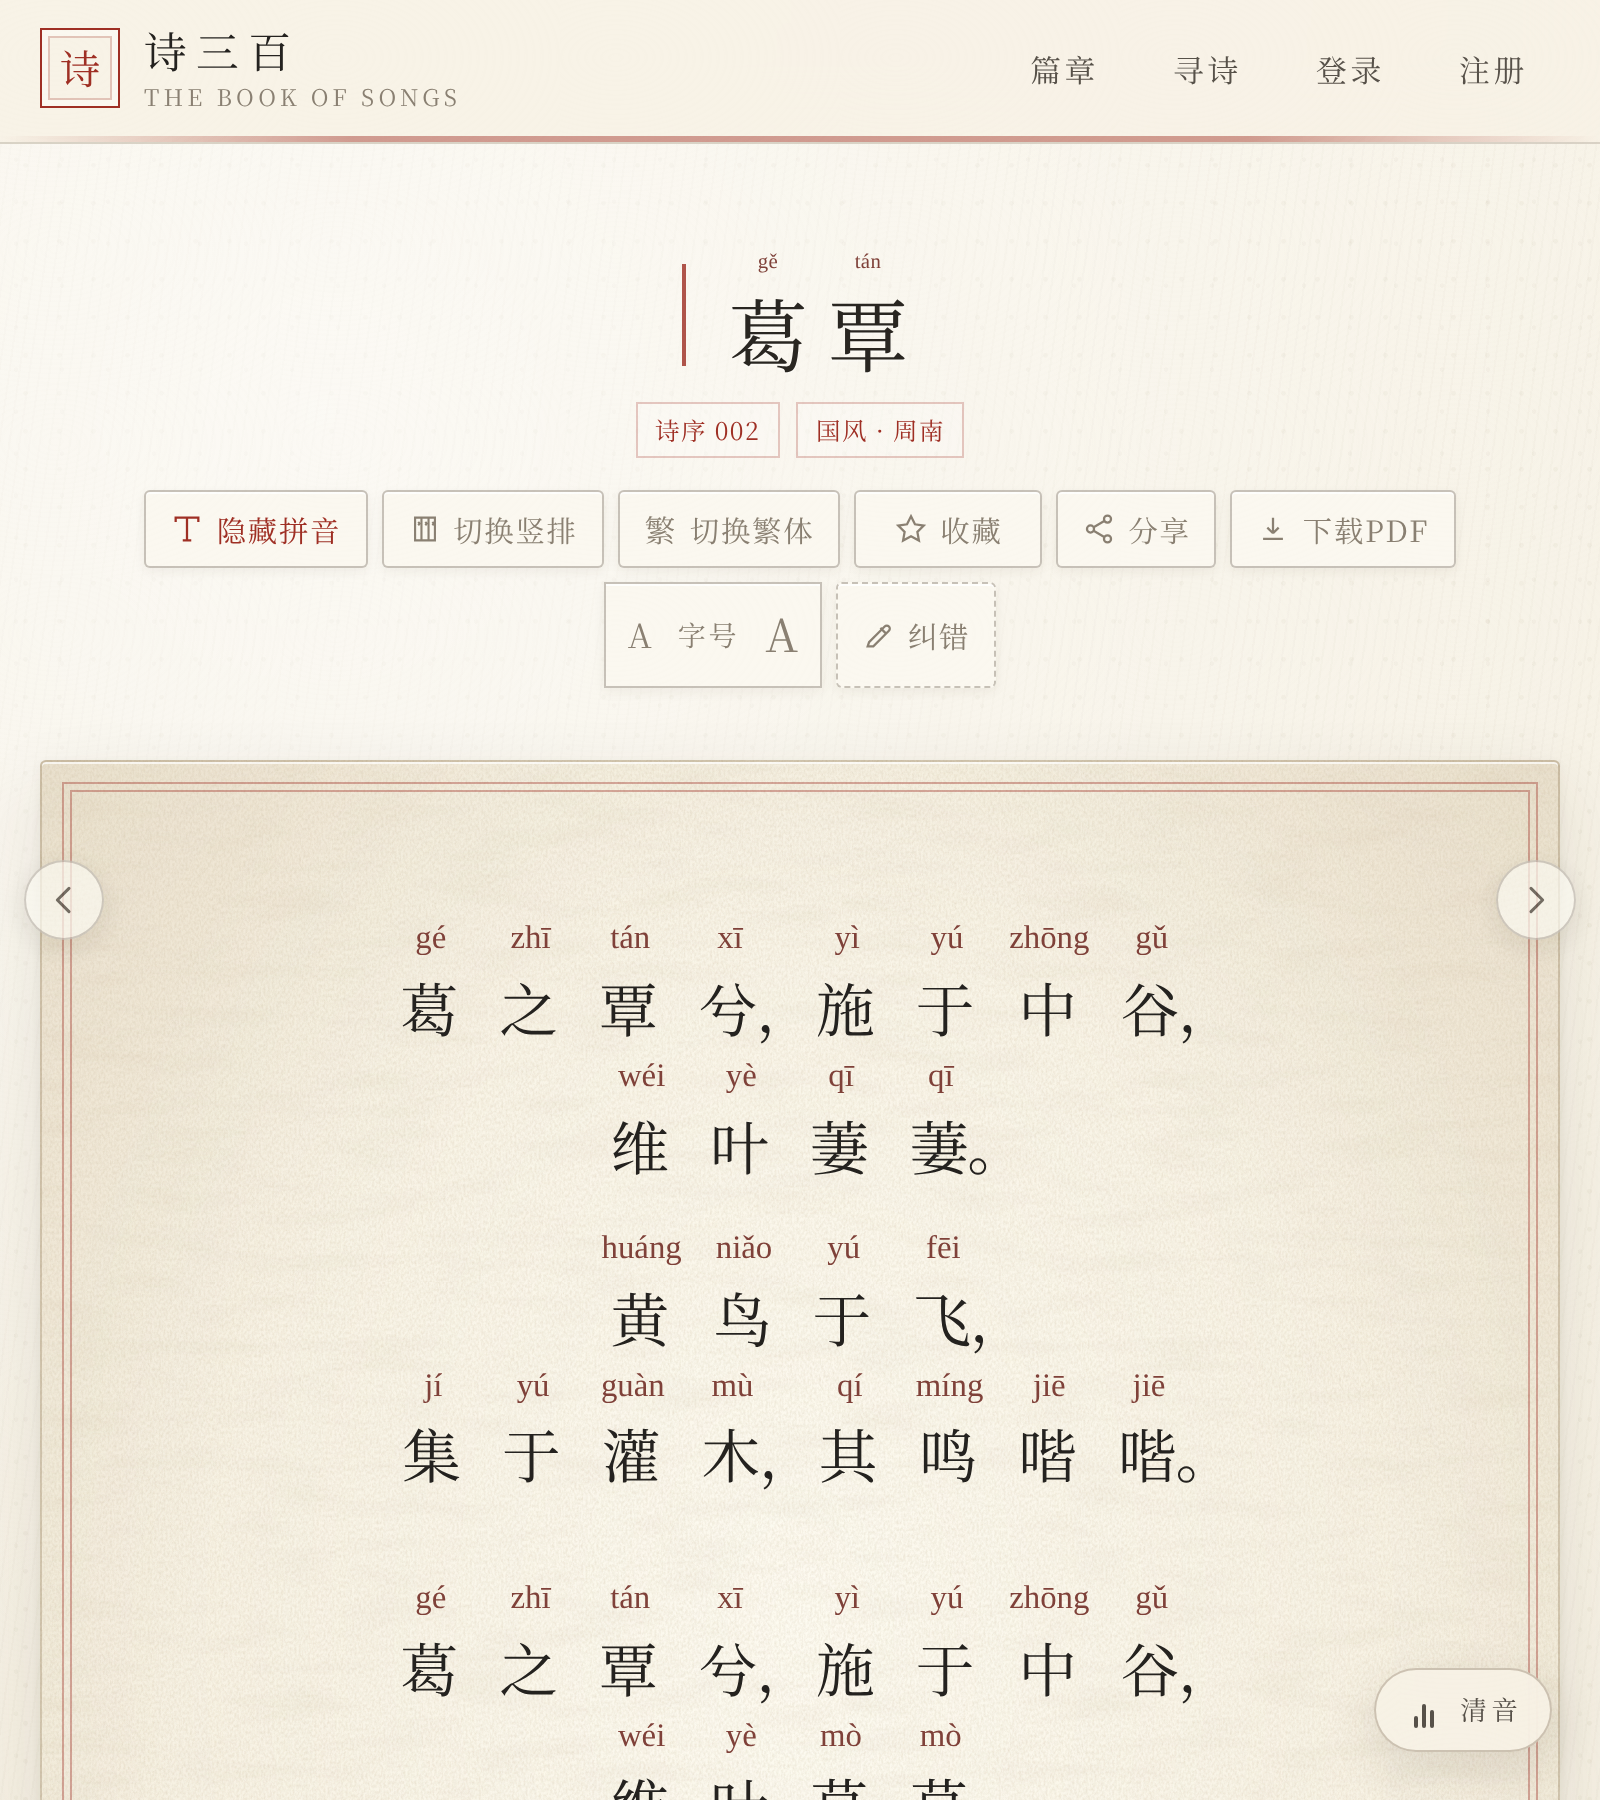 诗
诗三百
THE BOOK OF SONGS
篇章 寻诗 登录 注册
gě tán
葛覃
诗序 002 国风 · 周南
隐藏拼音 切换竖排 繁 切换繁体 收藏 分享 下载PDF
A 字号 A 纠错
gé zhī tán xī yì yú zhōng gǔ
葛之覃兮，施于中谷，
wéi yè qī qī
维叶萋萋。
huáng niǎo yú fēi
黄鸟于飞，
jí yú guàn mù qí míng jiē jiē
集于灌木，其鸣喈喈。
gé zhī tán xī yì yú zhōng gǔ
葛之覃兮，施于中谷，
wéi yè mò mò
维叶莫莫
清音